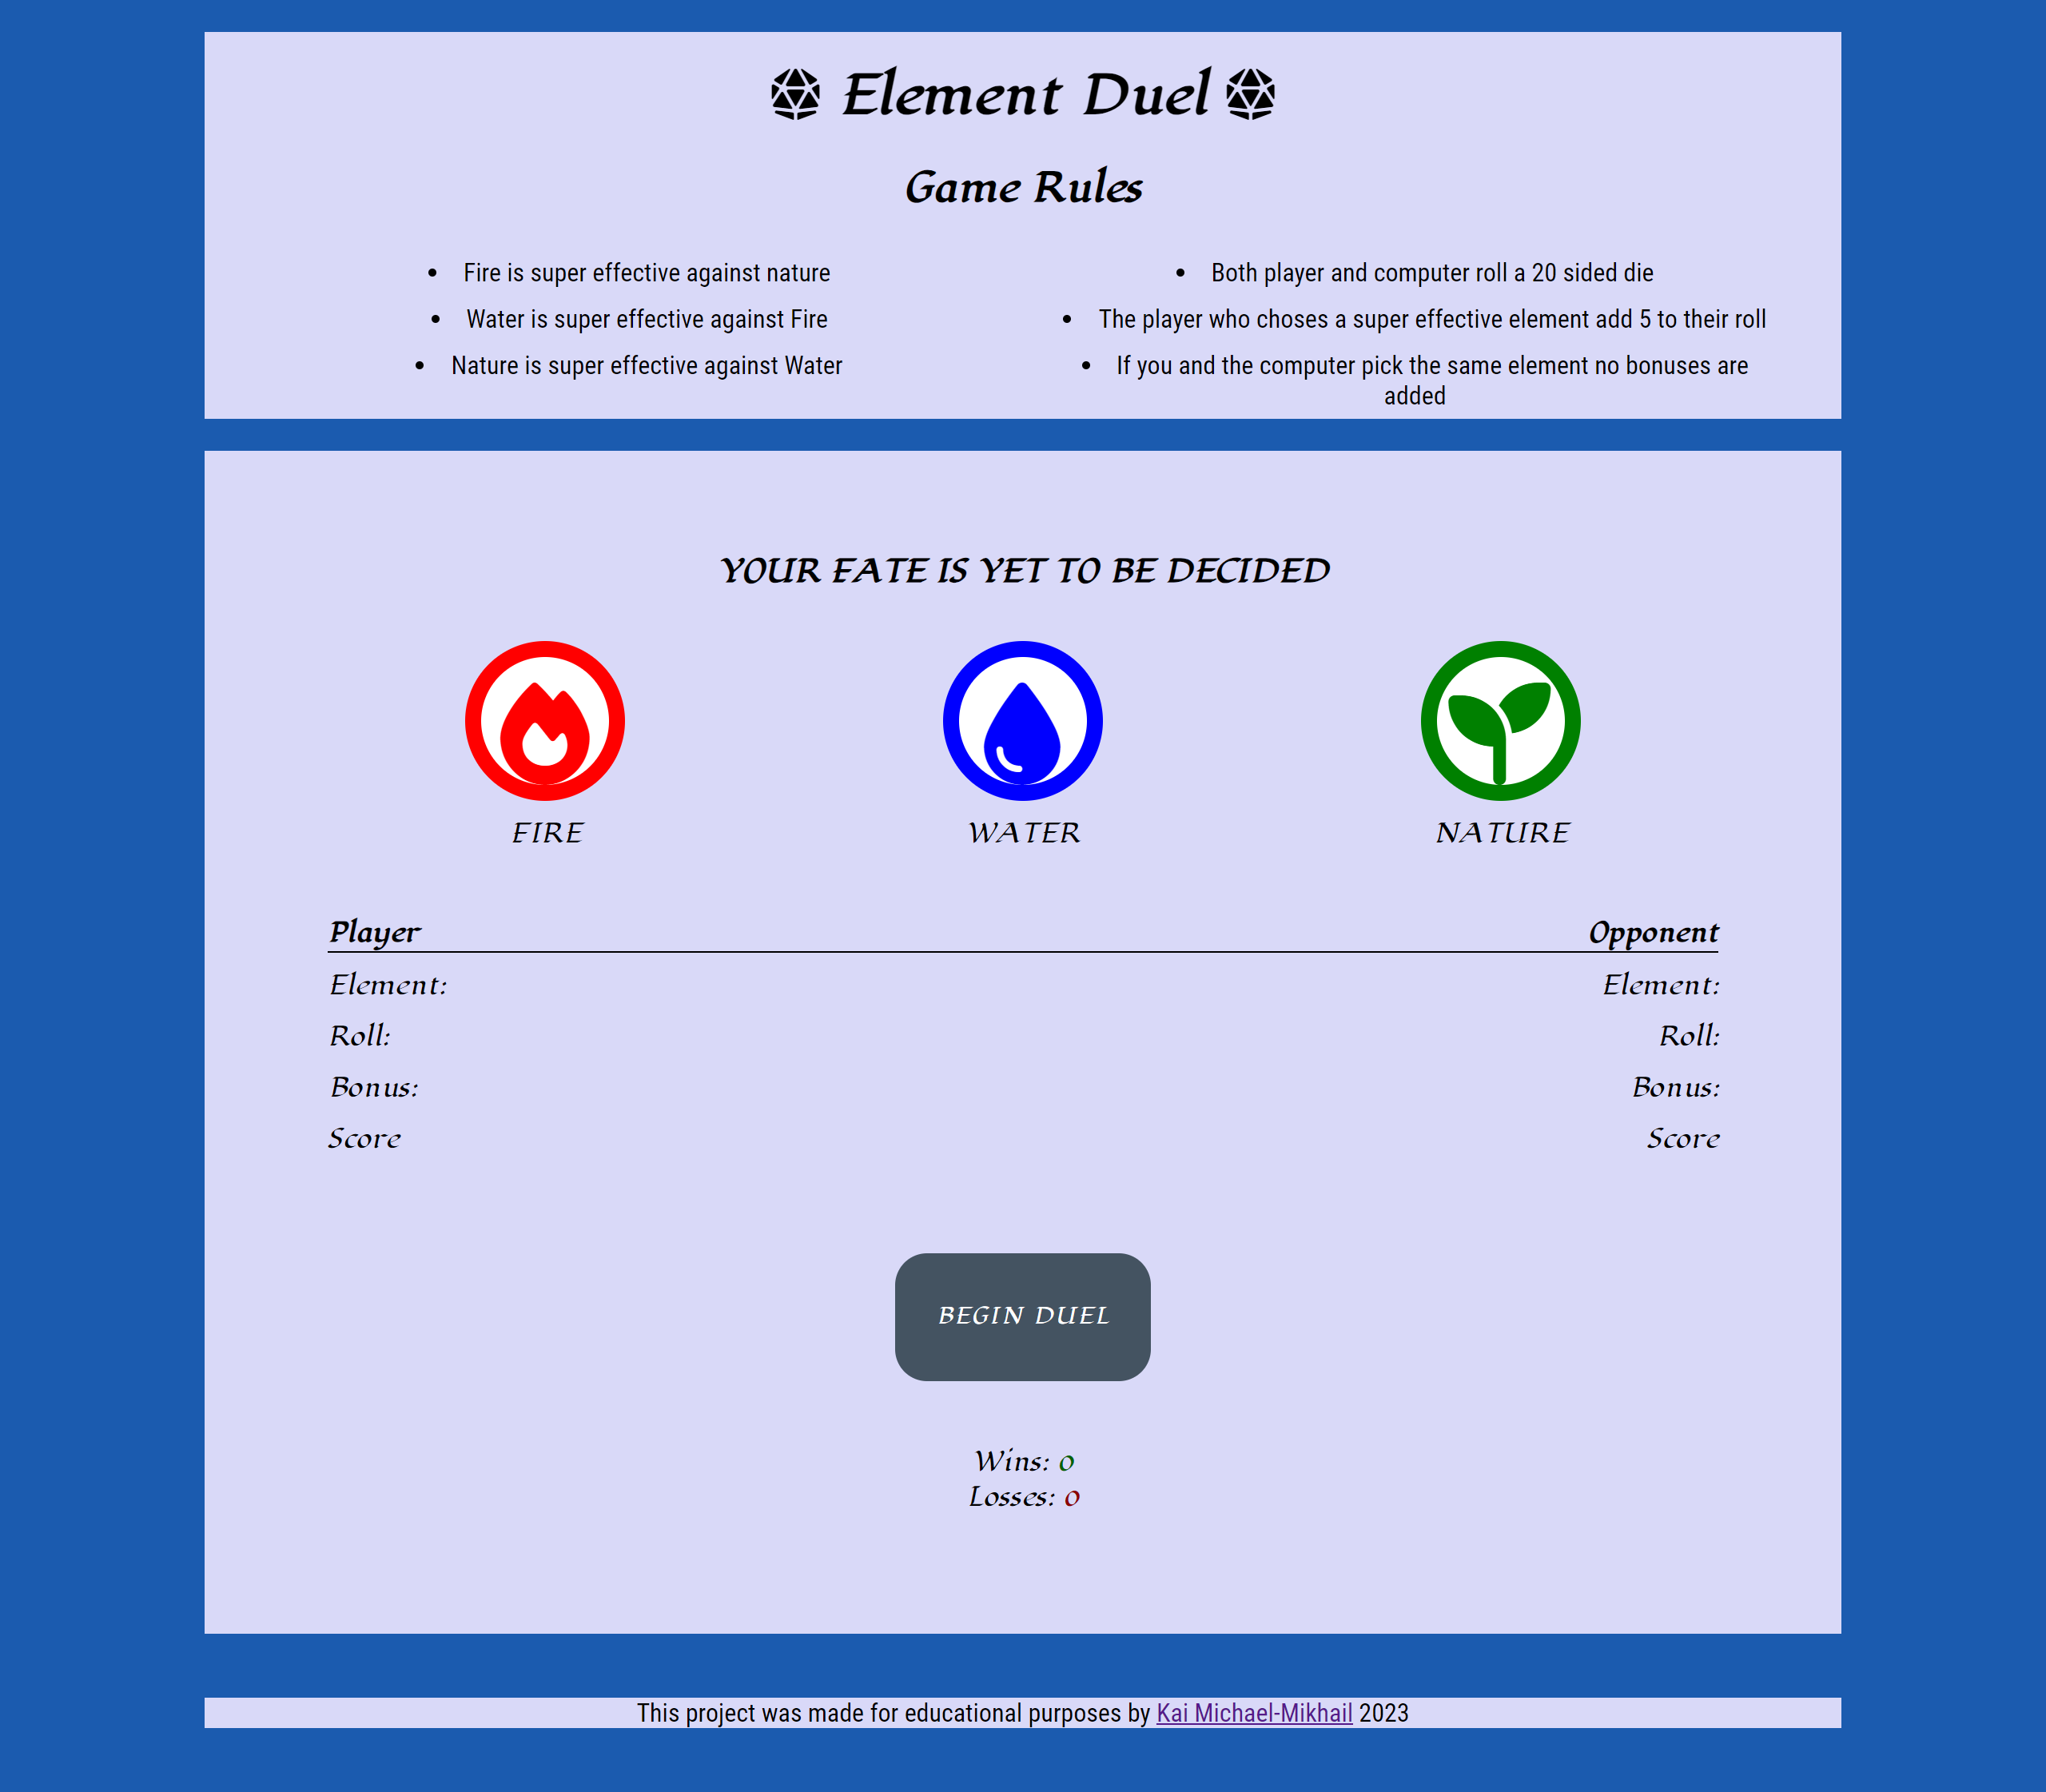 Element Duel
Game Rules
Fire is super effective against nature
Water is super effective against Fire
Nature is super effective against Water
Both player and computer roll a 20 sided die
The player who choses a super effective element add 5 to their roll
If you and the computer pick the same element no bonuses are
added
YOUR FATE IS YET TO BE DECIDED
FIRE
WATER
NATURE
Player
Element:
Roll:
Bonus:
Score
Opponent
Element:
Roll:
Bonus:
Score
BEGIN DUEL
Wins: 0
Losses: 0
This project was made for educational purposes by Kai Michael-Mikhail 2023